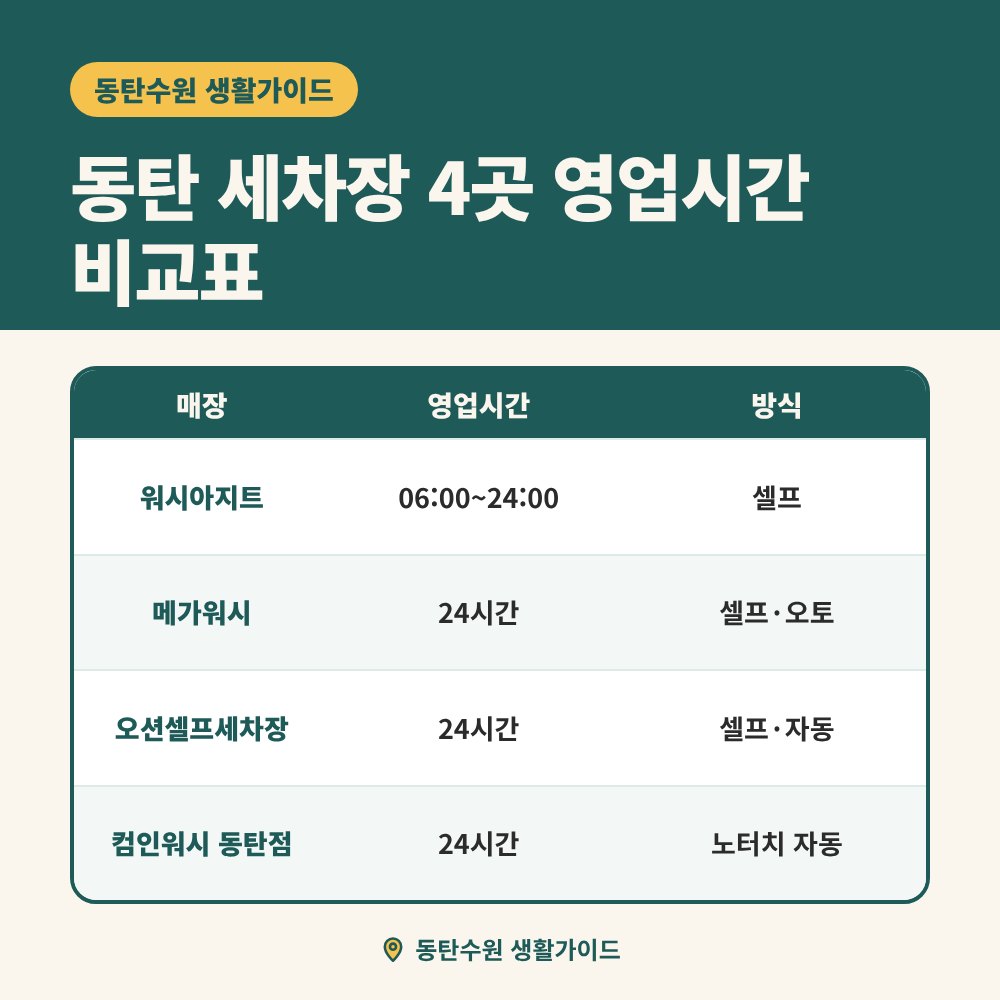 동탄수원 생활가이드
동탄 세차장 4곳 영업시간
비교표
매장 영업시간 방식
워시아지트 06:00~24:00 셀프
메가워시 24시간 셀프·오토
오션셀프세차장 24시간 셀프·자동
컴인워시 동탄점 24시간 노터치 자동
동탄수원 생활가이드